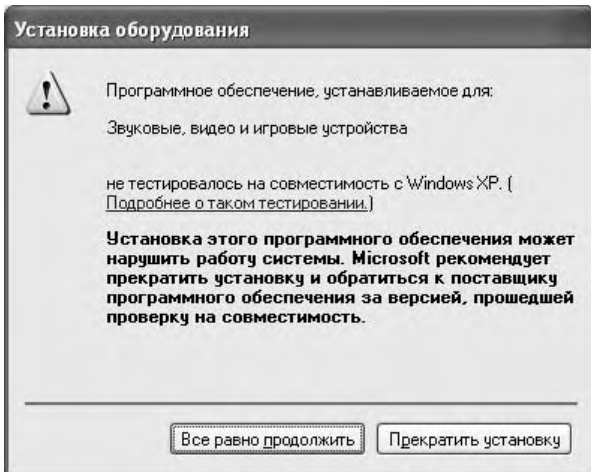 Установка оборудования
Программное обеспечение, устанавливаемое для:
Звуковые, видео и игровые устройства
не тестировалось на совместимость с Windows XP. (
Подробнее о таком тестировании.)
Установка этого программного обеспечения может
нарушить работу системы. Microsoft рекомендует
прекратить установку и обратиться к поставщику
программного обеспечения за версией, прошедшей
проверку на совместимость.
Все равно продолжить
Прекратить установку